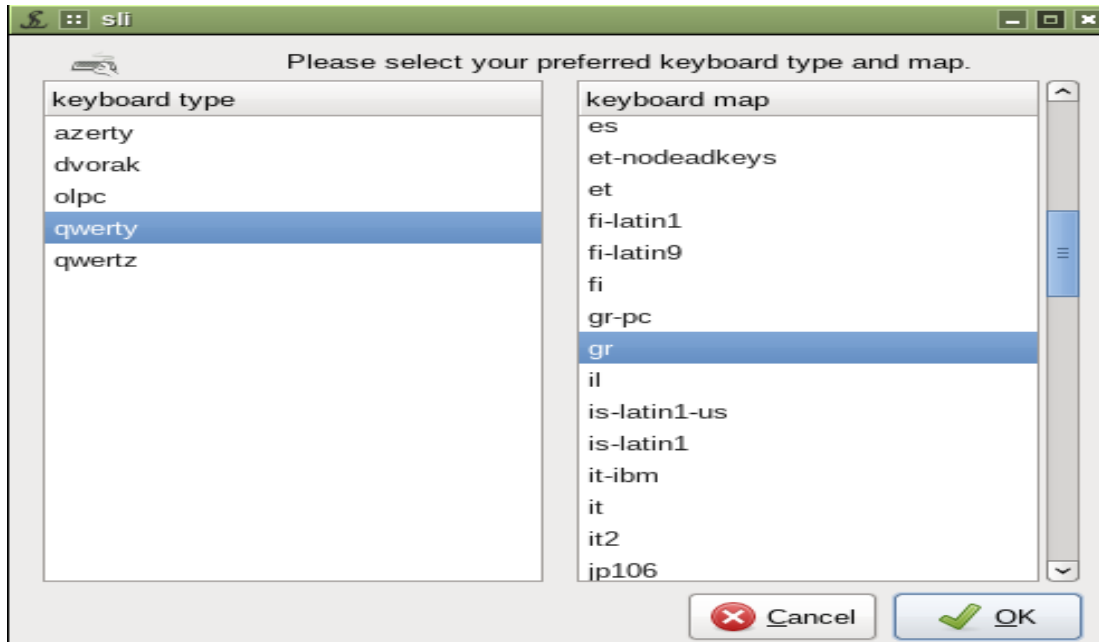 sli
Please select your preferred keyboard type and map.
keyboard type
azerty
dvorak
olpc
qwerty
qwertz
keyboard map
es
et-nodeadkeys
et
fi-latin1
fi-latin9
fi
gr-pc
gr
il
is-latin1-us
is-latin1
it-ibm
it
it2
jp106
Cancel
OK